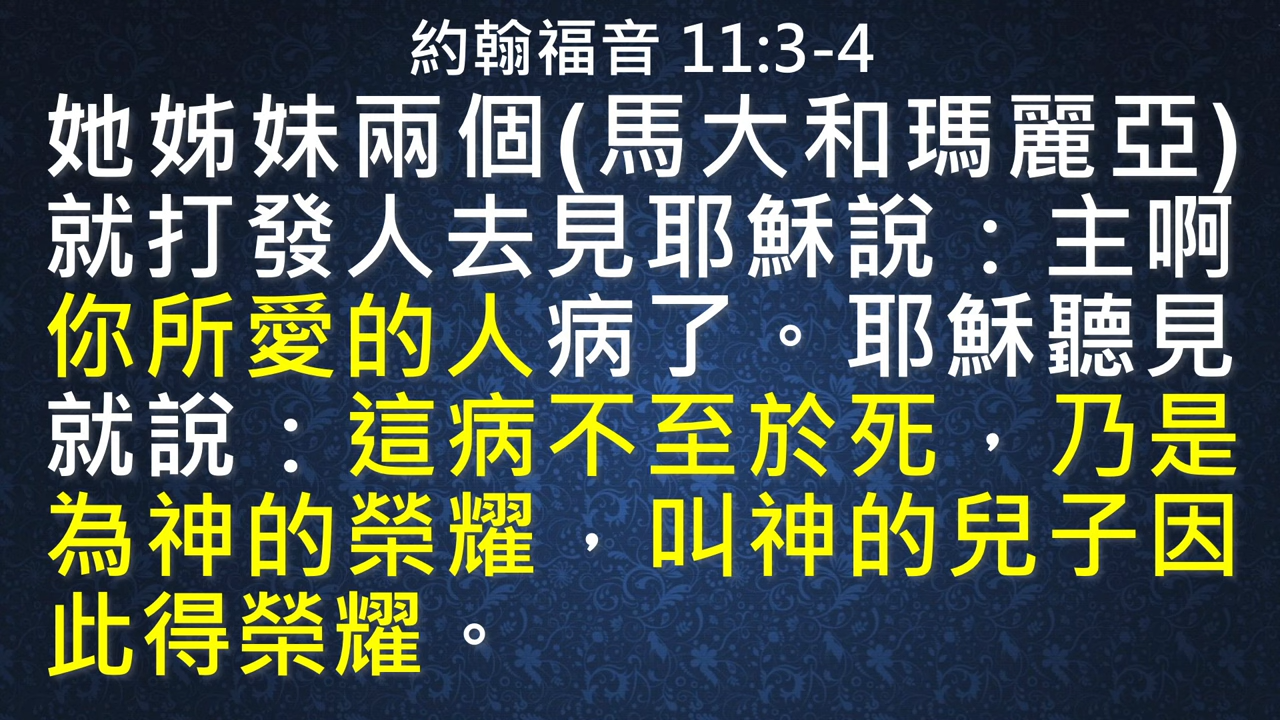 約翰福音 11:3-4
她姊妹兩個(馬大和瑪麗亞)
就打發人去見耶穌說：主啊
你所愛的人病了。耶穌聽見
就說：這病不至於死，乃是
為神的榮耀，叫神的兒子因
此得榮耀。